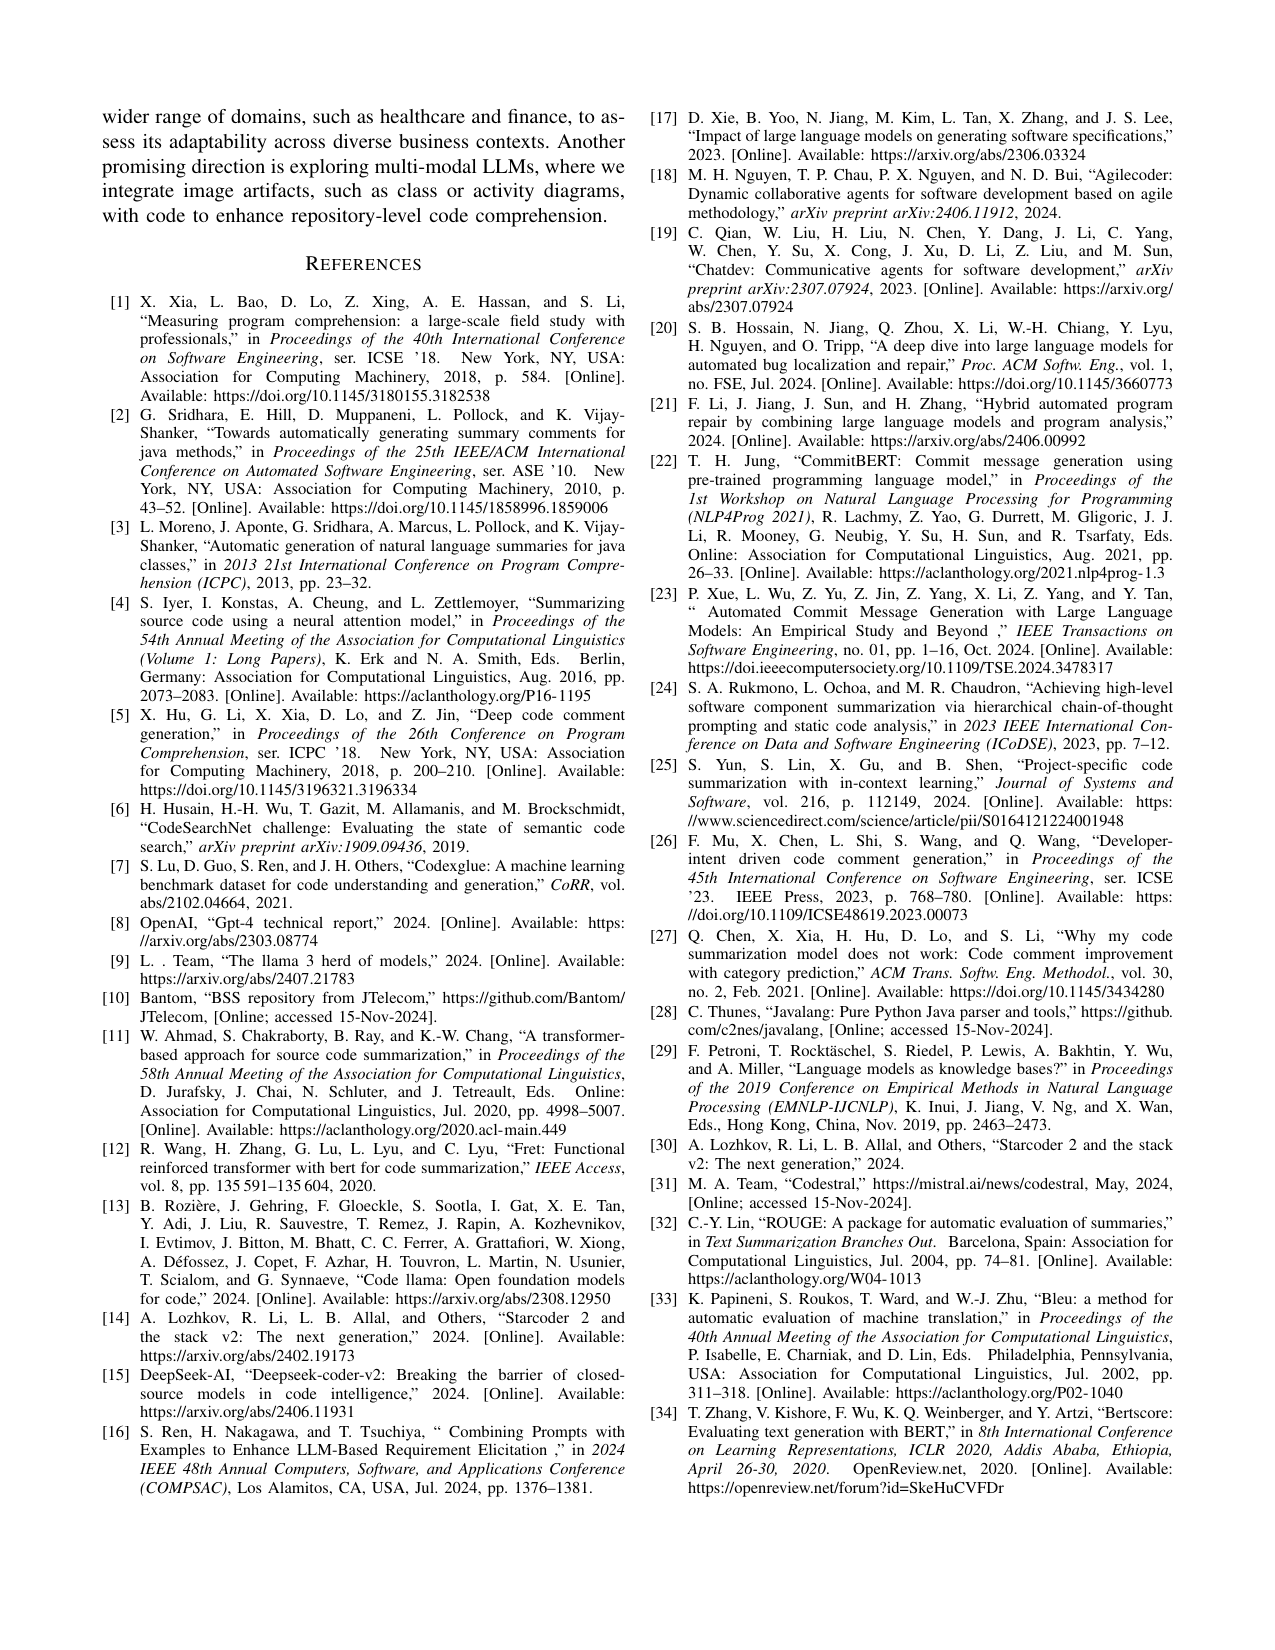 wider range of domains, such as healthcare and finance, to as-
sess its adaptability across diverse business contexts. Another
promising direction is exploring multi-modal LLMs, where we
integrate image artifacts, such as class or activity diagrams,
with code to enhance repository-level code comprehension.
REFERENCES
[1] X. Xia, L. Bao, D. Lo, Z. Xing, A. E. Hassan, and S. Li,
“Measuring program comprehension: a large-scale field study with
professionals,” in Proceedings of the 40th International Conference
on Software Engineering, ser. ICSE ’18. New York, NY, USA:
Association for Computing Machinery, 2018, p. 584. [Online].
Available: https://doi.org/10.1145/3180155.3182538
[2] G. Sridhara, E. Hill, D. Muppaneni, L. Pollock, and K. Vijay-
Shanker, “Towards automatically generating summary comments for
java methods,” in Proceedings of the 25th IEEE/ACM International
Conference on Automated Software Engineering, ser. ASE ’10. New
York, NY, USA: Association for Computing Machinery, 2010, p.
43–52. [Online]. Available: https://doi.org/10.1145/1858996.1859006
[3] L. Moreno, J. Aponte, G. Sridhara, A. Marcus, L. Pollock, and K. Vijay-
Shanker, “Automatic generation of natural language summaries for java
classes,” in 2013 21st International Conference on Program Compre-
hension (ICPC), 2013, pp. 23–32.
[4] S. Iyer, I. Konstas, A. Cheung, and L. Zettlemoyer, “Summarizing
source code using a neural attention model,” in Proceedings of the
54th Annual Meeting of the Association for Computational Linguistics
(Volume 1: Long Papers), K. Erk and N. A. Smith, Eds. Berlin,
Germany: Association for Computational Linguistics, Aug. 2016, pp.
2073–2083. [Online]. Available: https://aclanthology.org/P16-1195
[5] X. Hu, G. Li, X. Xia, D. Lo, and Z. Jin, “Deep code comment
generation,” in Proceedings of the 26th Conference on Program
Comprehension, ser. ICPC ’18. New York, NY, USA: Association
for Computing Machinery, 2018, p. 200–210. [Online]. Available:
https://doi.org/10.1145/3196321.3196334
[6] H. Husain, H.-H. Wu, T. Gazit, M. Allamanis, and M. Brockschmidt,
“CodeSearchNet challenge: Evaluating the state of semantic code
search,” arXiv preprint arXiv:1909.09436, 2019.
[7] S. Lu, D. Guo, S. Ren, and J. H. Others, “Codexglue: A machine learning
benchmark dataset for code understanding and generation,” CoRR, vol.
abs/2102.04664, 2021.
[8] OpenAI, “Gpt-4 technical report,” 2024. [Online]. Available: https:
//arxiv.org/abs/2303.08774
[9] L. . Team, “The llama 3 herd of models,” 2024. [Online]. Available:
https://arxiv.org/abs/2407.21783
[10] Bantom, “BSS repository from JTelecom,” https://github.com/Bantom/
JTelecom, [Online; accessed 15-Nov-2024].
[11] W. Ahmad, S. Chakraborty, B. Ray, and K.-W. Chang, “A transformer-
based approach for source code summarization,” in Proceedings of the
58th Annual Meeting of the Association for Computational Linguistics,
D. Jurafsky, J. Chai, N. Schluter, and J. Tetreault, Eds. Online:
Association for Computational Linguistics, Jul. 2020, pp. 4998–5007.
[Online]. Available: https://aclanthology.org/2020.acl-main.449
[12] R. Wang, H. Zhang, G. Lu, L. Lyu, and C. Lyu, “Fret: Functional
reinforced transformer with bert for code summarization,” IEEE Access,
vol. 8, pp. 135 591–135 604, 2020.
[13] B. Rozière, J. Gehring, F. Gloeckle, S. Sootla, I. Gat, X. E. Tan,
Y. Adi, J. Liu, R. Sauvestre, T. Remez, J. Rapin, A. Kozhevnikov,
I. Evtimov, J. Bitton, M. Bhatt, C. C. Ferrer, A. Grattafiori, W. Xiong,
A. Défossez, J. Copet, F. Azhar, H. Touvron, L. Martin, N. Usunier,
T. Scialom, and G. Synnaeve, “Code llama: Open foundation models
for code,” 2024. [Online]. Available: https://arxiv.org/abs/2308.12950
[14] A. Lozhkov, R. Li, L. B. Allal, and Others, “Starcoder 2 and
the stack v2: The next generation,” 2024. [Online]. Available:
https://arxiv.org/abs/2402.19173
[15] DeepSeek-AI, “Deepseek-coder-v2: Breaking the barrier of closed-
source models in code intelligence,” 2024. [Online]. Available:
https://arxiv.org/abs/2406.11931
[16] S. Ren, H. Nakagawa, and T. Tsuchiya, “ Combining Prompts with
Examples to Enhance LLM-Based Requirement Elicitation ,” in 2024
IEEE 48th Annual Computers, Software, and Applications Conference
(COMPSAC), Los Alamitos, CA, USA, Jul. 2024, pp. 1376–1381.
[17] D. Xie, B. Yoo, N. Jiang, M. Kim, L. Tan, X. Zhang, and J. S. Lee,
“Impact of large language models on generating software specifications,”
2023. [Online]. Available: https://arxiv.org/abs/2306.03324
[18] M. H. Nguyen, T. P. Chau, P. X. Nguyen, and N. D. Bui, “Agilecoder:
Dynamic collaborative agents for software development based on agile
methodology,” arXiv preprint arXiv:2406.11912, 2024.
[19] C. Qian, W. Liu, H. Liu, N. Chen, Y. Dang, J. Li, C. Yang,
W. Chen, Y. Su, X. Cong, J. Xu, D. Li, Z. Liu, and M. Sun,
“Chatdev: Communicative agents for software development,” arXiv
preprint arXiv:2307.07924, 2023. [Online]. Available: https://arxiv.org/
abs/2307.07924
[20] S. B. Hossain, N. Jiang, Q. Zhou, X. Li, W.-H. Chiang, Y. Lyu,
H. Nguyen, and O. Tripp, “A deep dive into large language models for
automated bug localization and repair,” Proc. ACM Softw. Eng., vol. 1,
no. FSE, Jul. 2024. [Online]. Available: https://doi.org/10.1145/3660773
[21] F. Li, J. Jiang, J. Sun, and H. Zhang, “Hybrid automated program
repair by combining large language models and program analysis,”
2024. [Online]. Available: https://arxiv.org/abs/2406.00992
[22] T. H. Jung, “CommitBERT: Commit message generation using
pre-trained programming language model,” in Proceedings of the
1st Workshop on Natural Language Processing for Programming
(NLP4Prog 2021), R. Lachmy, Z. Yao, G. Durrett, M. Gligoric, J. J.
Li, R. Mooney, G. Neubig, Y. Su, H. Sun, and R. Tsarfaty, Eds.
Online: Association for Computational Linguistics, Aug. 2021, pp.
26–33. [Online]. Available: https://aclanthology.org/2021.nlp4prog-1.3
[23] P. Xue, L. Wu, Z. Yu, Z. Jin, Z. Yang, X. Li, Z. Yang, and Y. Tan,
“ Automated Commit Message Generation with Large Language
Models: An Empirical Study and Beyond ,” IEEE Transactions on
Software Engineering, no. 01, pp. 1–16, Oct. 2024. [Online]. Available:
https://doi.ieeecomputersociety.org/10.1109/TSE.2024.3478317
[24] S. A. Rukmono, L. Ochoa, and M. R. Chaudron, “Achieving high-level
software component summarization via hierarchical chain-of-thought
prompting and static code analysis,” in 2023 IEEE International Con-
ference on Data and Software Engineering (ICoDSE), 2023, pp. 7–12.
[25] S. Yun, S. Lin, X. Gu, and B. Shen, “Project-specific code
summarization with in-context learning,” Journal of Systems and
Software, vol. 216, p. 112149, 2024. [Online]. Available: https:
//www.sciencedirect.com/science/article/pii/S0164121224001948
[26] F. Mu, X. Chen, L. Shi, S. Wang, and Q. Wang, “Developer-
intent driven code comment generation,” in Proceedings of the
45th International Conference on Software Engineering, ser. ICSE
’23. IEEE Press, 2023, p. 768–780. [Online]. Available: https:
//doi.org/10.1109/ICSE48619.2023.00073
[27] Q. Chen, X. Xia, H. Hu, D. Lo, and S. Li, “Why my code
summarization model does not work: Code comment improvement
with category prediction,” ACM Trans. Softw. Eng. Methodol., vol. 30,
no. 2, Feb. 2021. [Online]. Available: https://doi.org/10.1145/3434280
[28] C. Thunes, “Javalang: Pure Python Java parser and tools,” https://github.
com/c2nes/javalang, [Online; accessed 15-Nov-2024].
[29] F. Petroni, T. Rocktäschel, S. Riedel, P. Lewis, A. Bakhtin, Y. Wu,
and A. Miller, “Language models as knowledge bases?” in Proceedings
of the 2019 Conference on Empirical Methods in Natural Language
Processing (EMNLP-IJCNLP), K. Inui, J. Jiang, V. Ng, and X. Wan,
Eds., Hong Kong, China, Nov. 2019, pp. 2463–2473.
[30] A. Lozhkov, R. Li, L. B. Allal, and Others, “Starcoder 2 and the stack
v2: The next generation,” 2024.
[31] M. A. Team, “Codestral,” https://mistral.ai/news/codestral, May, 2024,
[Online; accessed 15-Nov-2024].
[32] C.-Y. Lin, “ROUGE: A package for automatic evaluation of summaries,”
in Text Summarization Branches Out. Barcelona, Spain: Association for
Computational Linguistics, Jul. 2004, pp. 74–81. [Online]. Available:
https://aclanthology.org/W04-1013
[33] K. Papineni, S. Roukos, T. Ward, and W.-J. Zhu, “Bleu: a method for
automatic evaluation of machine translation,” in Proceedings of the
40th Annual Meeting of the Association for Computational Linguistics,
P. Isabelle, E. Charniak, and D. Lin, Eds. Philadelphia, Pennsylvania,
USA: Association for Computational Linguistics, Jul. 2002, pp.
311–318. [Online]. Available: https://aclanthology.org/P02-1040
[34] T. Zhang, V. Kishore, F. Wu, K. Q. Weinberger, and Y. Artzi, “Bertscore:
Evaluating text generation with BERT,” in 8th International Conference
on Learning Representations, ICLR 2020, Addis Ababa, Ethiopia,
April 26-30, 2020. OpenReview.net, 2020. [Online]. Available:
https://openreview.net/forum?id=SkeHuCVFDr